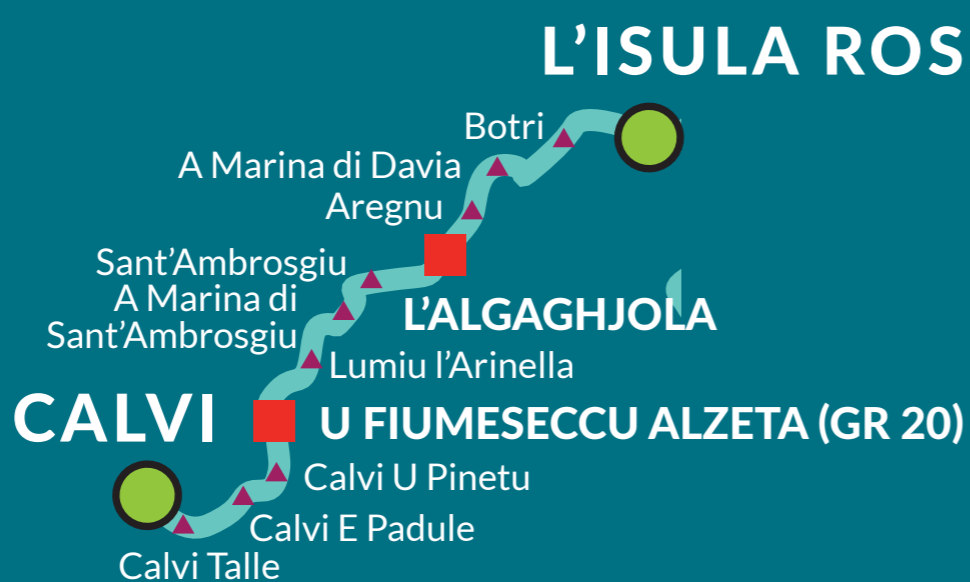 L'ISULA ROS
Botri
A Marina di Davia
Aregnu
Sant'Ambrosgiu
A Marina di
Sant'Ambrosgiu
L'ALGAGHJOLA
Lumiu l'Arinella
CALVI
U FIUMESECCU ALZETA (GR 20)
Calvi U Pinetu
Calvi E Padule
Calvi Talle